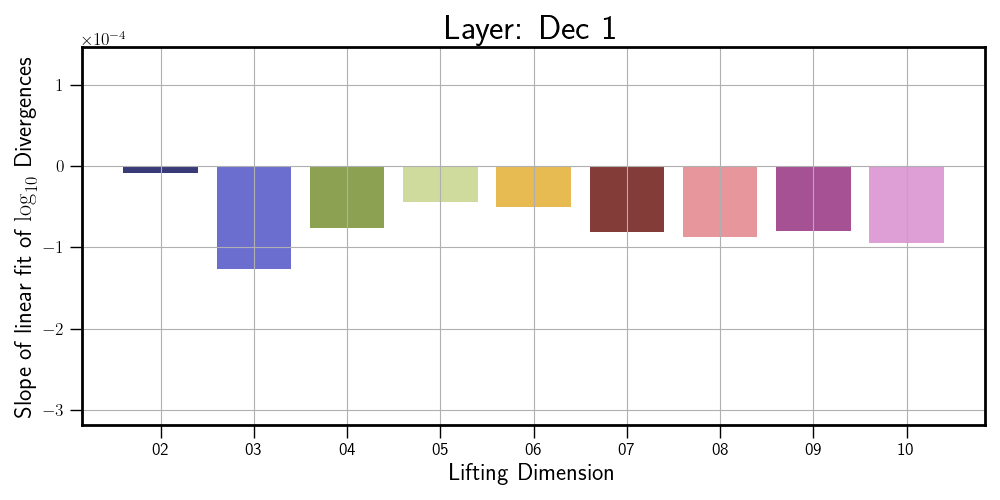 Layer: Dec 1
×10⁻⁴
Slope of linear fit of log₁₀ Divergences
1
0
−1
−2
−3
02 03 04 05 06 07 08 09 10
Lifting Dimension